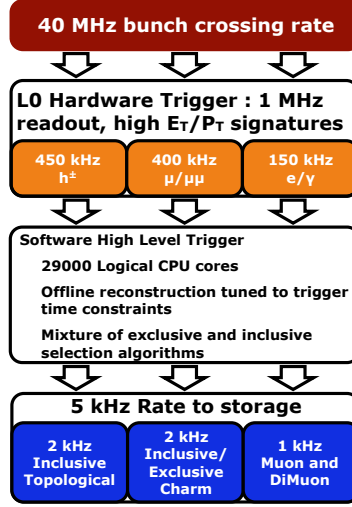 40 MHz bunch crossing rate
L0 Hardware Trigger : 1 MHz
readout, high E_T/P_T signatures
450 kHz
h±
400 kHz
μ/μμ
150 kHz
e/γ
Software High Level Trigger
29000 Logical CPU cores
Offline reconstruction tuned to trigger
time constraints
Mixture of exclusive and inclusive
selection algorithms
5 kHz Rate to storage
2 kHz
Inclusive
Topological
2 kHz
Inclusive/
Exclusive
Charm
1 kHz
Muon and
DiMuon